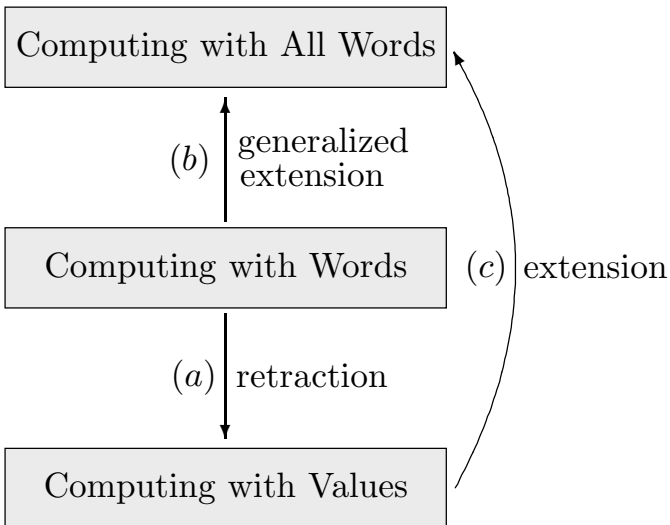 Computing with All Words
(b) generalized
extension
Computing with Words
(c) extension
(a) retraction
Computing with Values